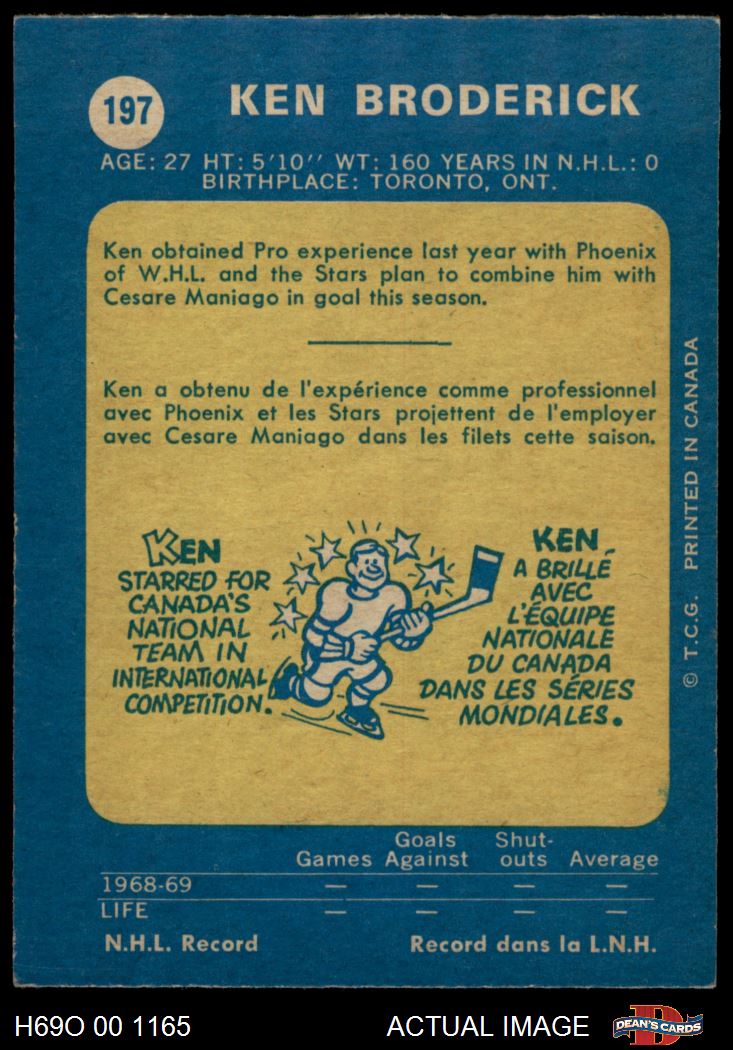 197
KEN BRODERICK
AGE: 27 HT: 5'10'' WT: 160 YEARS IN N.H.L.: 0
BIRTHPLACE: TORONTO, ONT.
Ken obtained Pro experience last year with Phoenix
of W.H.L. and the Stars plan to combine him with
Cesare Maniago in goal this season.
Ken a obtenu de l'expérience comme professionnel
avec Phoenix et les Stars projettent de l'employer
avec Cesare Maniago dans les filets cette saison.
KEN
STARRED FOR
CANADA'S
NATIONAL
TEAM IN
INTERNATIONAL
COMPETITION.
KEN
A BRILLÉ
AVEC
L'ÉQUIPE
NATIONALE
DU CANADA
DANS LES SÉRIES
MONDIALES.
© T.C.G. PRINTED IN CANADA
Games Goals Against Shut-outs Average
1968-69 — — — —
LIFE — — — —
N.H.L. Record Record dans la L.N.H.
H69O 00 1165 ACTUAL IMAGE D DEAN'S CARDS